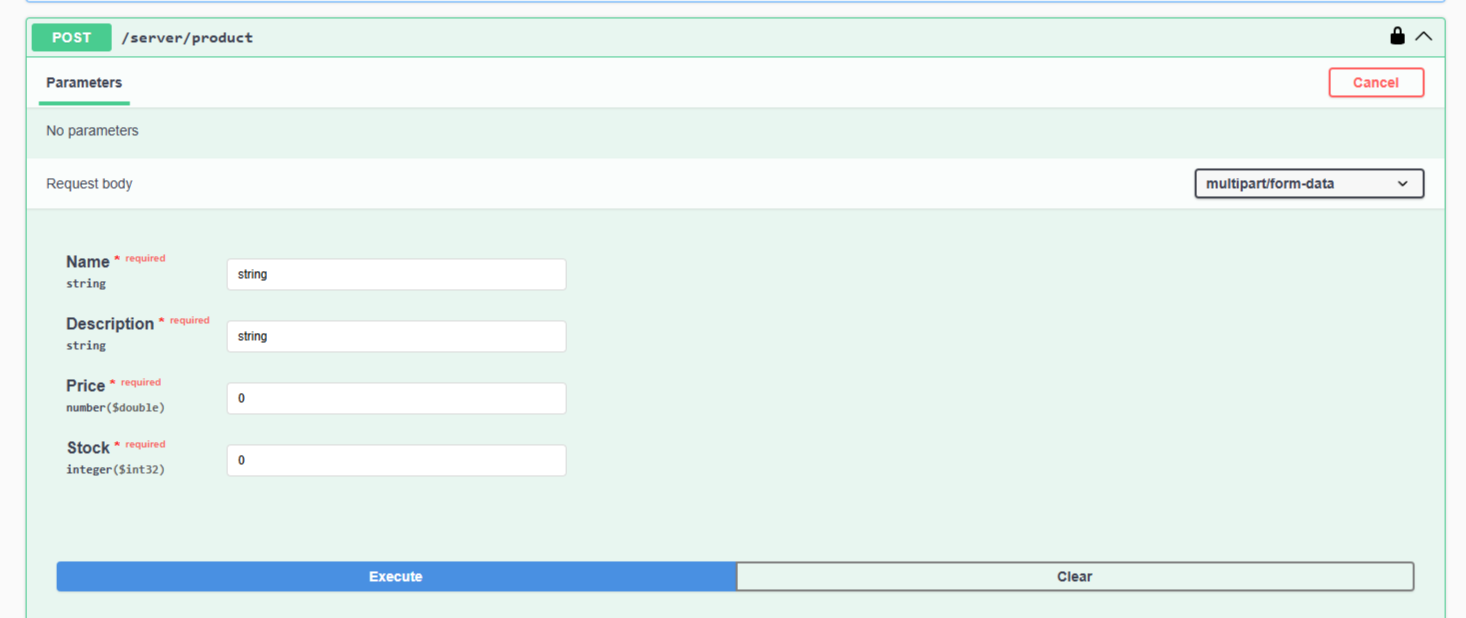 POST /server/product
Parameters
Cancel
No parameters
Request body
multipart/form-data
Name * required
string
string
Description * required
string
string
Price * required
number($double)
0
Stock * required
integer($int32)
0
Execute
Clear